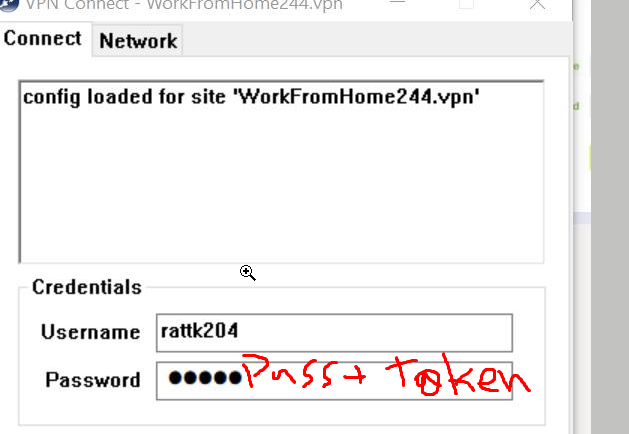 VPN Connect - WorkFromHome244.vpn
Connect Network
config loaded for site 'WorkFromHome244.vpn'
Credentials
Username rattk204
Password ●●●●● Pass + Token